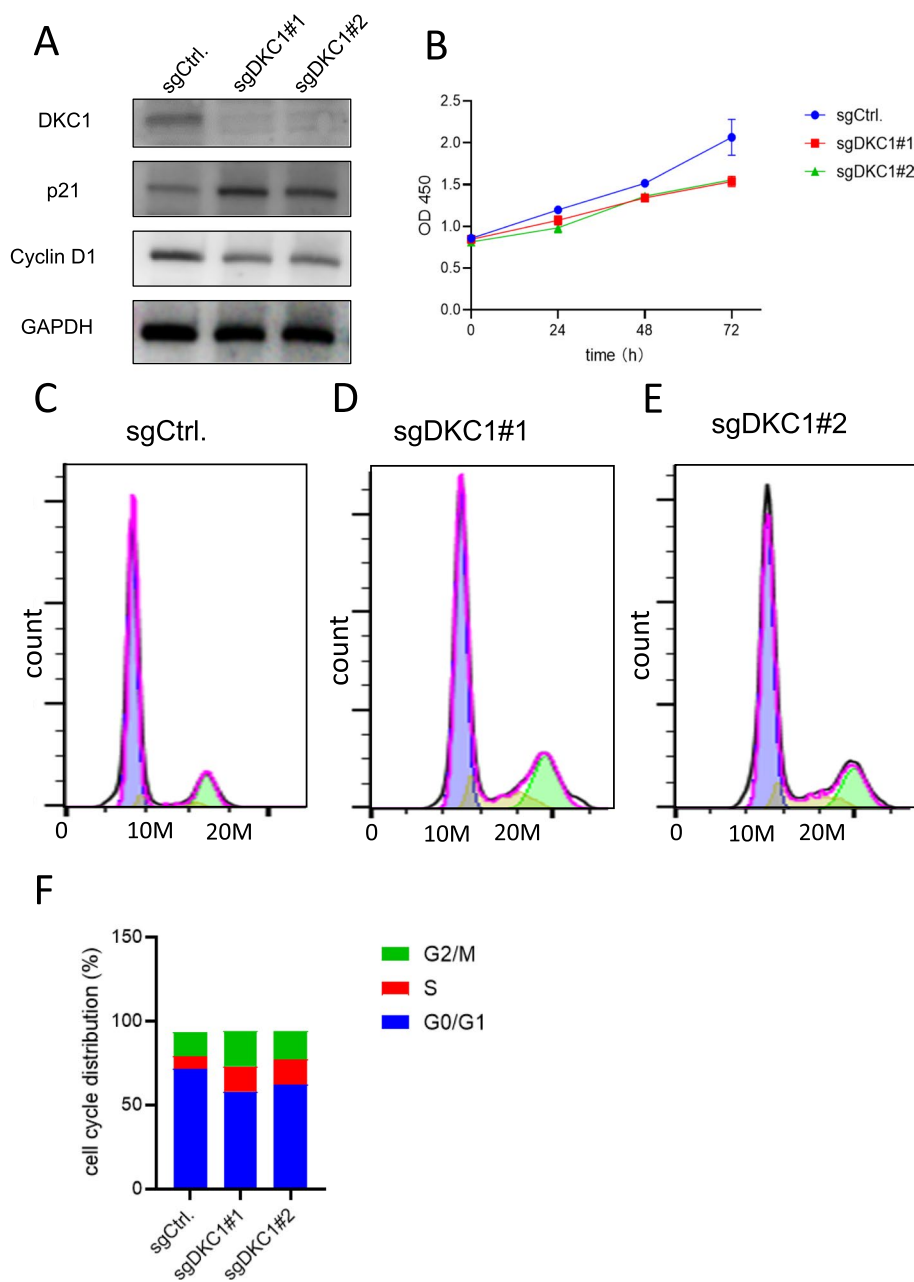 A
sgCtrl.
sgDKC1#1
sgDKC1#2
DKC1
p21
Cyclin D1
GAPDH
B
2.5
2.0
1.5
1.0
0.5
0.0
OD 450
0 24 48 72
time (h)
sgCtrl.
sgDKC1#1
sgDKC1#2
C
sgCtrl.
count
0 10M 20M
D
sgDKC1#1
count
0 10M 20M
E
sgDKC1#2
count
0 10M 20M
F
150
100
50
0
cell cycle distribution (%)
sgCtrl.
sgDKC1#1
sgDKC1#2
G2/M
S
G0/G1